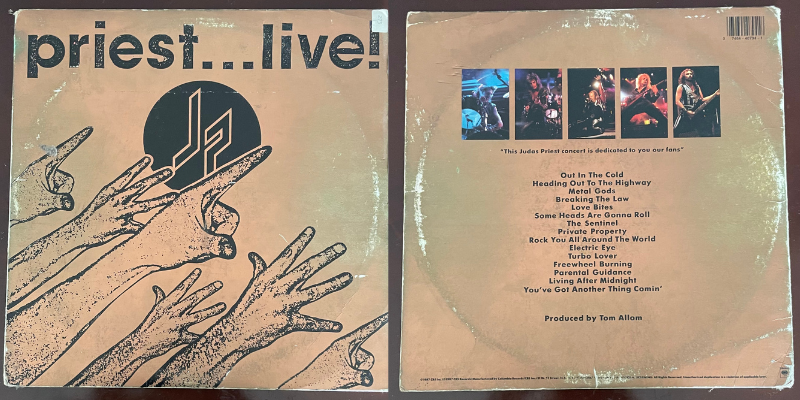 priest...live!
JP
"This Judas Priest concert is dedicated to you our fans"
Out In The Cold
Heading Out To The Highway
Metal Gods
Breaking The Law
Love Bites
Some Heads Are Gonna Roll
The Sentinel
Private Property
Rock You All Around The World
Electric Eye
Turbo Lover
Freewheel Burning
Parental Guidance
Living After Midnight
You've Got Another Thing Comin'
Produced by Tom Allom